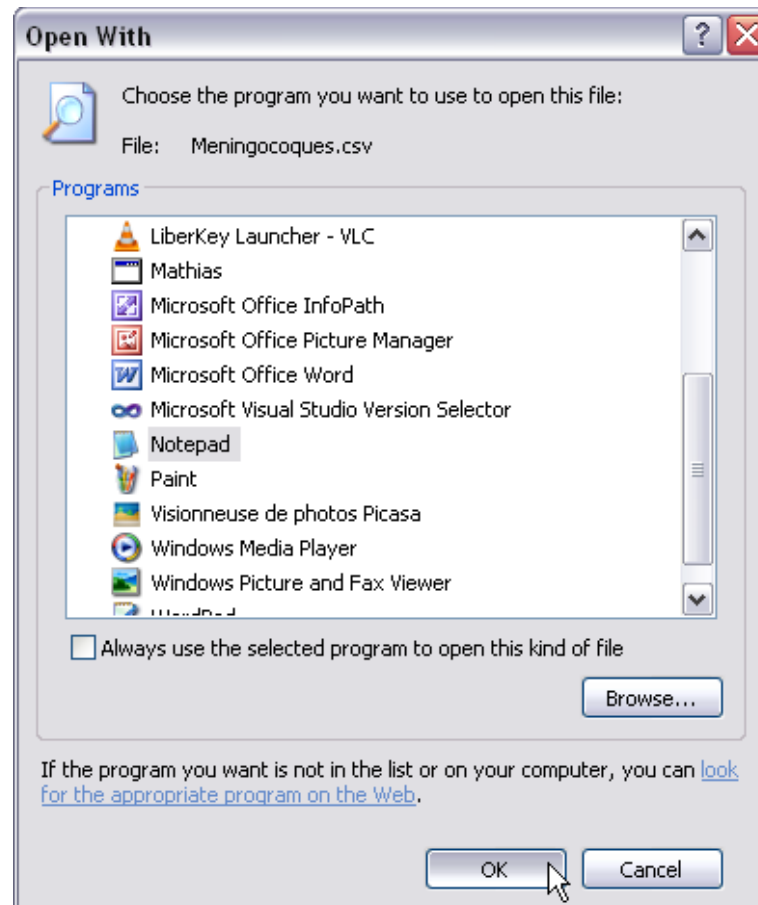 Open With
Choose the program you want to use to open this file:
File: Meningocoques.csv
Programs
LiberKey Launcher - VLC
Mathias
Microsoft Office InfoPath
Microsoft Office Picture Manager
Microsoft Office Word
Microsoft Visual Studio Version Selector
Notepad
Paint
Visionneuse de photos Picasa
Windows Media Player
Windows Picture and Fax Viewer
WordPad
Always use the selected program to open this kind of file
Browse...
If the program you want is not in the list or on your computer, you can look
for the appropriate program on the Web.
OK Cancel